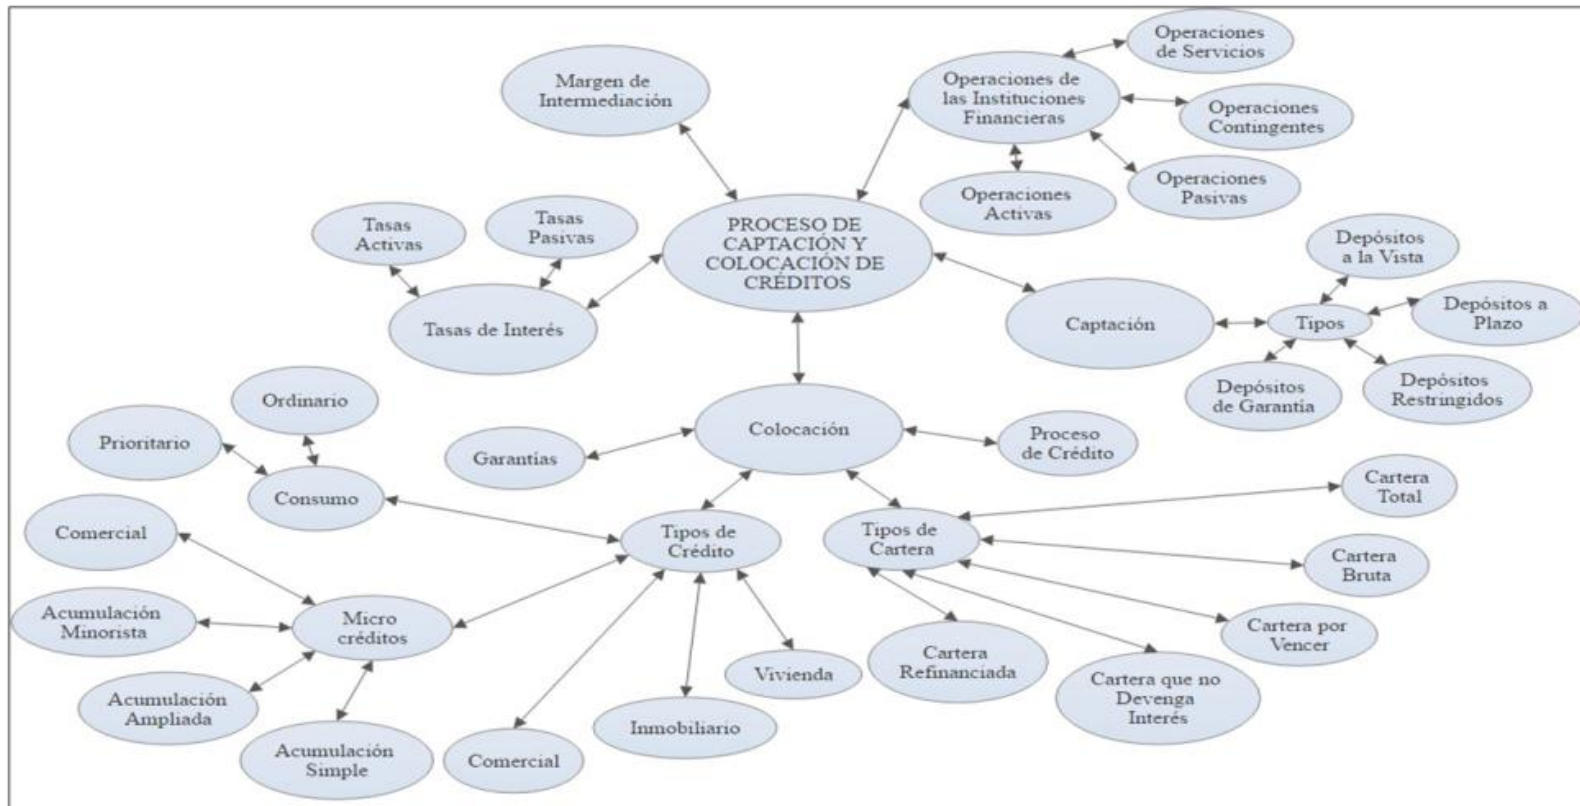 Operaciones
de Servicios
Margen de
Intermediación
Operaciones de
las Instituciones
Financieras
Operaciones
Contingentes
Operaciones
Activas
Operaciones
Pasivas
Tasas
Activas
Tasas
Pasivas
PROCESO DE
CAPTACIÓN Y
COLOCACIÓN DE
CRÉDITOS
Depósitos
a la Vista
Tasas de Interés
Captación
Tipos
Depósitos a
Plazo
Depósitos
de Garantía
Depósitos
Restringidos
Ordinario
Prioritario
Colocación
Garantías
Proceso
de Crédito
Consumo
Cartera
Total
Comercial
Tipos de
Crédito
Tipos de
Cartera
Cartera
Bruta
Acumulación
Minorista
Micro
créditos
Cartera por
Vencer
Vivienda
Cartera
Refinanciada
Cartera que no
Devenga
Interés
Acumulación
Ampliada
Inmobiliario
Acumulación
Simple
Comercial